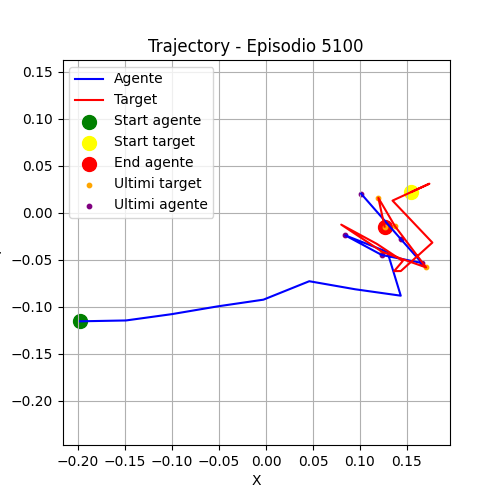 Trajectory - Episodio 5100
0.15
0.10
0.05
0.00
−0.05
−0.10
−0.15
−0.20
Agente
Target
Start agente
Start target
End agente
Ultimi target
Ultimi agente
−0.20 −0.15 −0.10 −0.05 0.00 0.05 0.10 0.15
X